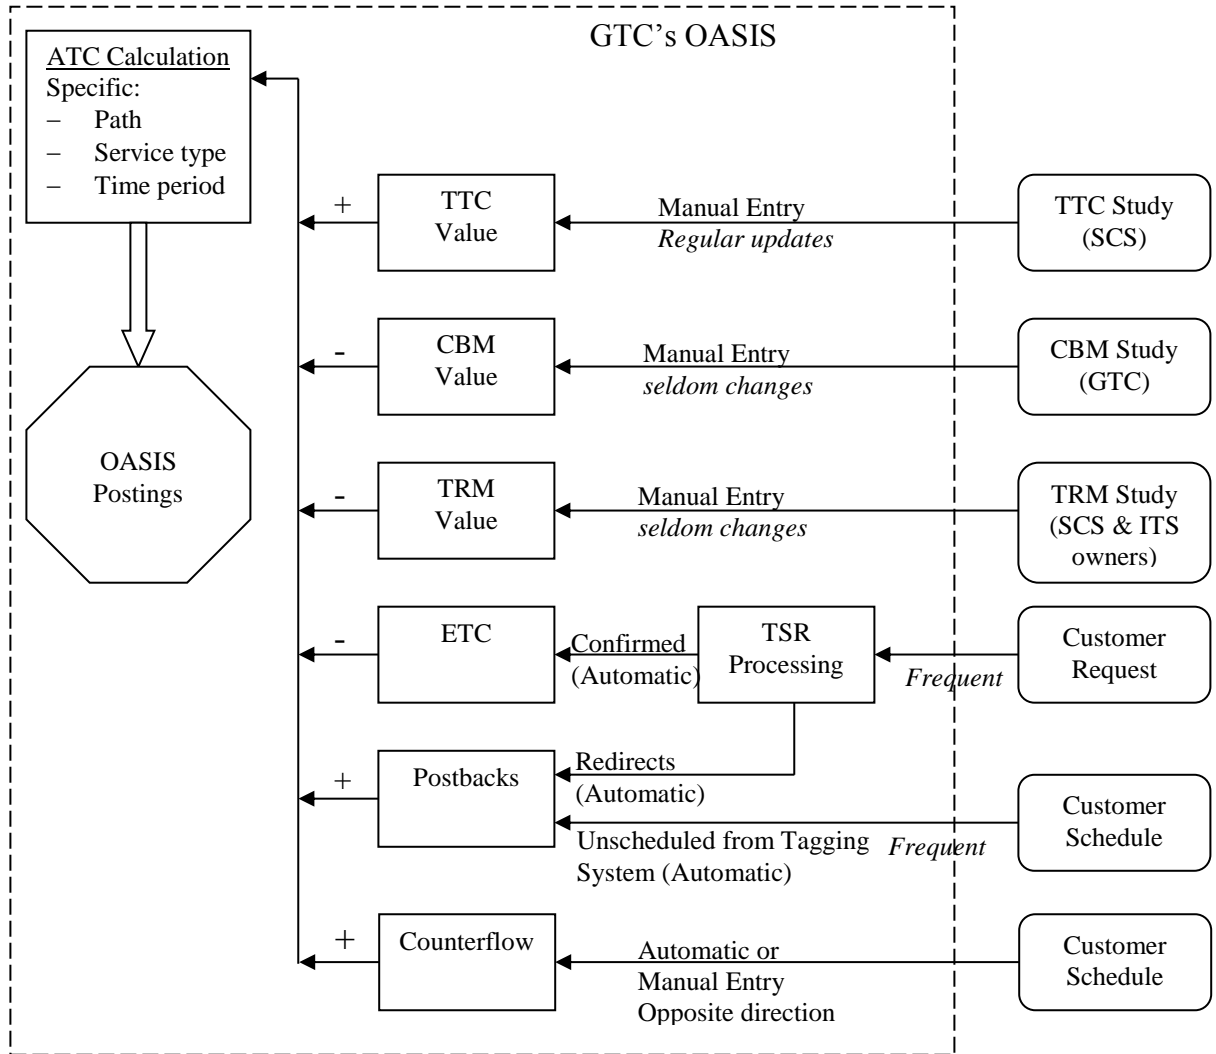 GTC’s OASIS
ATC Calculation
Specific:
– Path
– Service type
– Time period
+
TTC
Value
Manual Entry
Regular updates
TTC Study
(SCS)
-
CBM
Value
Manual Entry
seldom changes
CBM Study
(GTC)
OASIS
Postings
-
TRM
Value
Manual Entry
seldom changes
TRM Study
(SCS & ITS
owners)
-
ETC
Confirmed
(Automatic)
TSR
Processing
Frequent
Customer
Request
+
Postbacks
Redirects
(Automatic)
Unscheduled from Tagging
System (Automatic)
Frequent
Customer
Schedule
+
Counterflow
Automatic or
Manual Entry
Opposite direction
Customer
Schedule